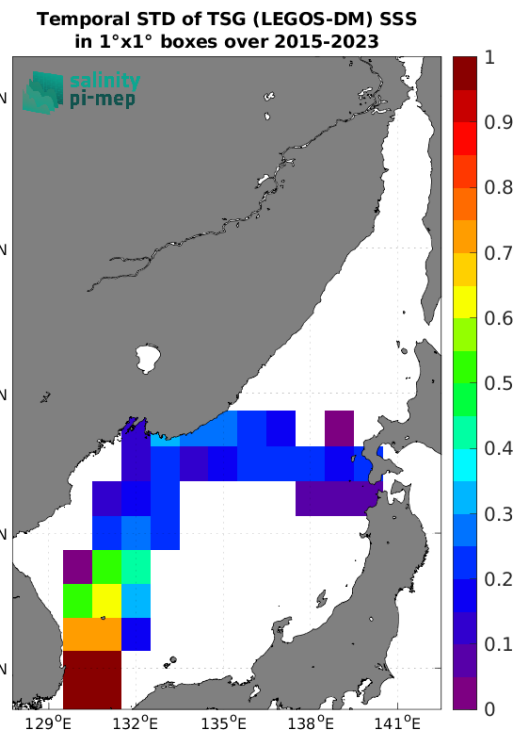 Temporal STD of TSG (LEGOS-DM) SSS
in 1°x1° boxes over 2015-2023
salinity
pi-mep
N
N
N
N
N
1
0.9
0.8
0.7
0.6
0.5
0.4
0.3
0.2
0.1
0
129°E 132°E 135°E 138°E 141°E